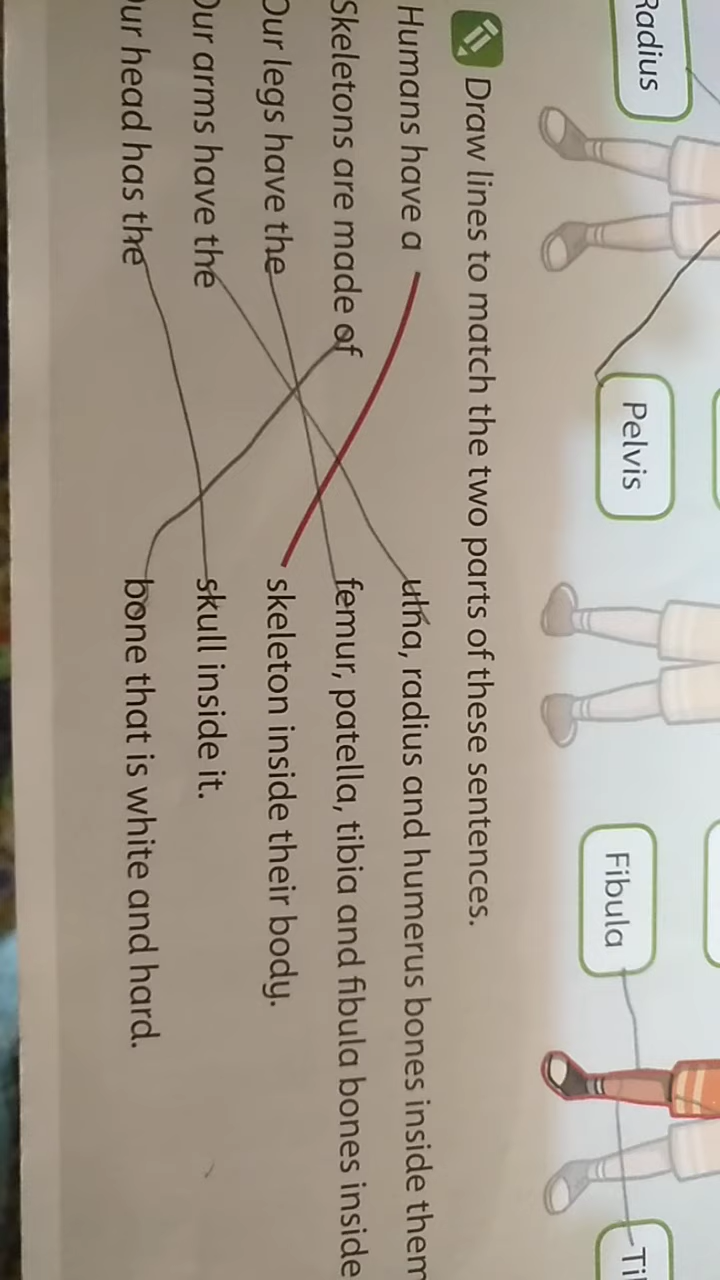 Radius
Pelvis
Fibula
Draw lines to match the two parts of these sentences.
Humans have a
ulna, radius and humerus bones inside them
Skeletons are made of
femur, patella, tibia and fibula bones inside
Our legs have the
skeleton inside their body.
Our arms have the
skull inside it.
ur head has the
bone that is white and hard.